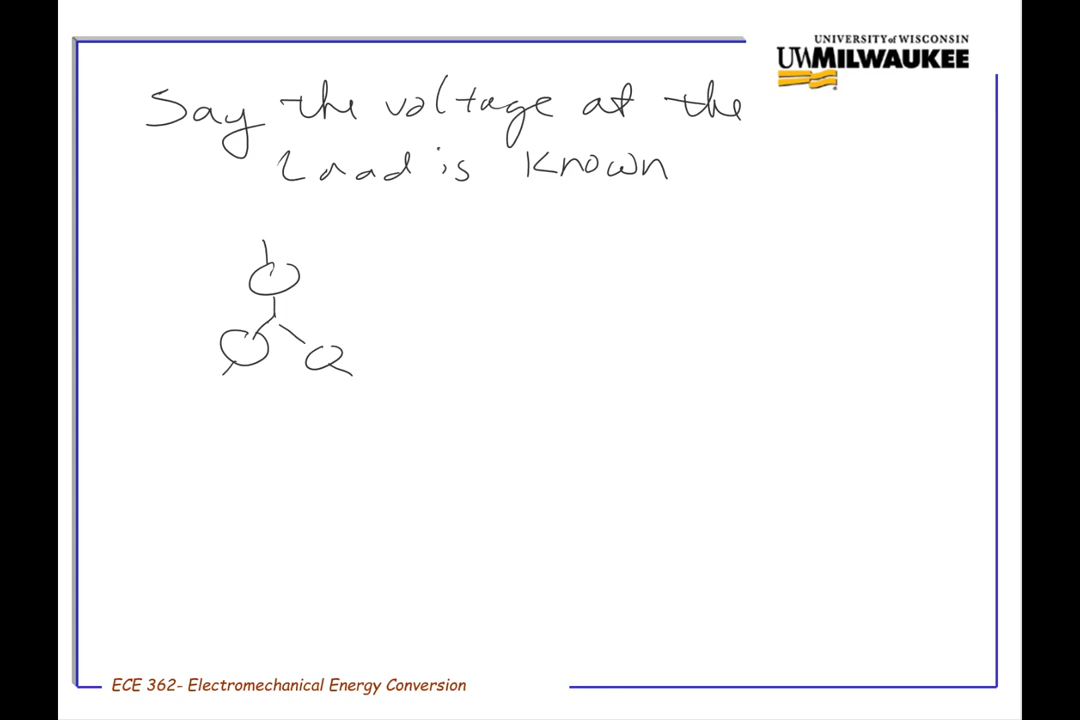 UNIVERSITY of WISCONSIN
UWMILWAUKEE
Say the voltage at the
Load is known
ECE 362- Electromechanical Energy Conversion